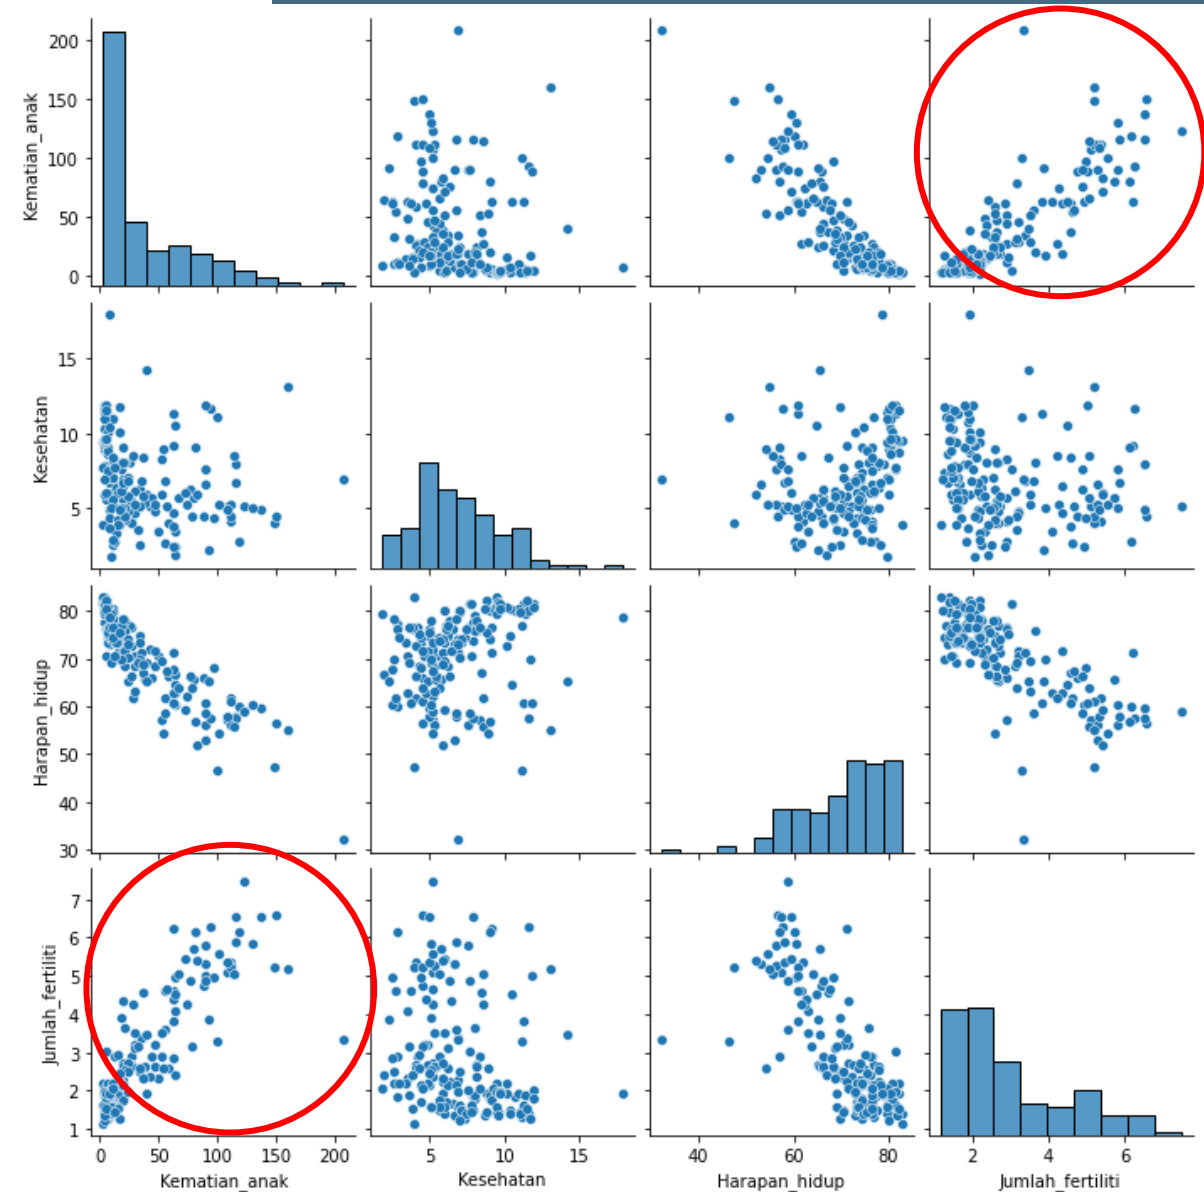 200
150
100
50
0
Kematian_anak
15
10
5
Kesehatan
80
70
60
50
40
30
Harapan_hidup
7
6
5
4
3
2
1
Jumlah_fertiliti
0 50 100 150 200
5 10 15
40 60 80
2 4 6
Kematian_anak Kesehatan Harapan_hidup Jumlah_fertiliti